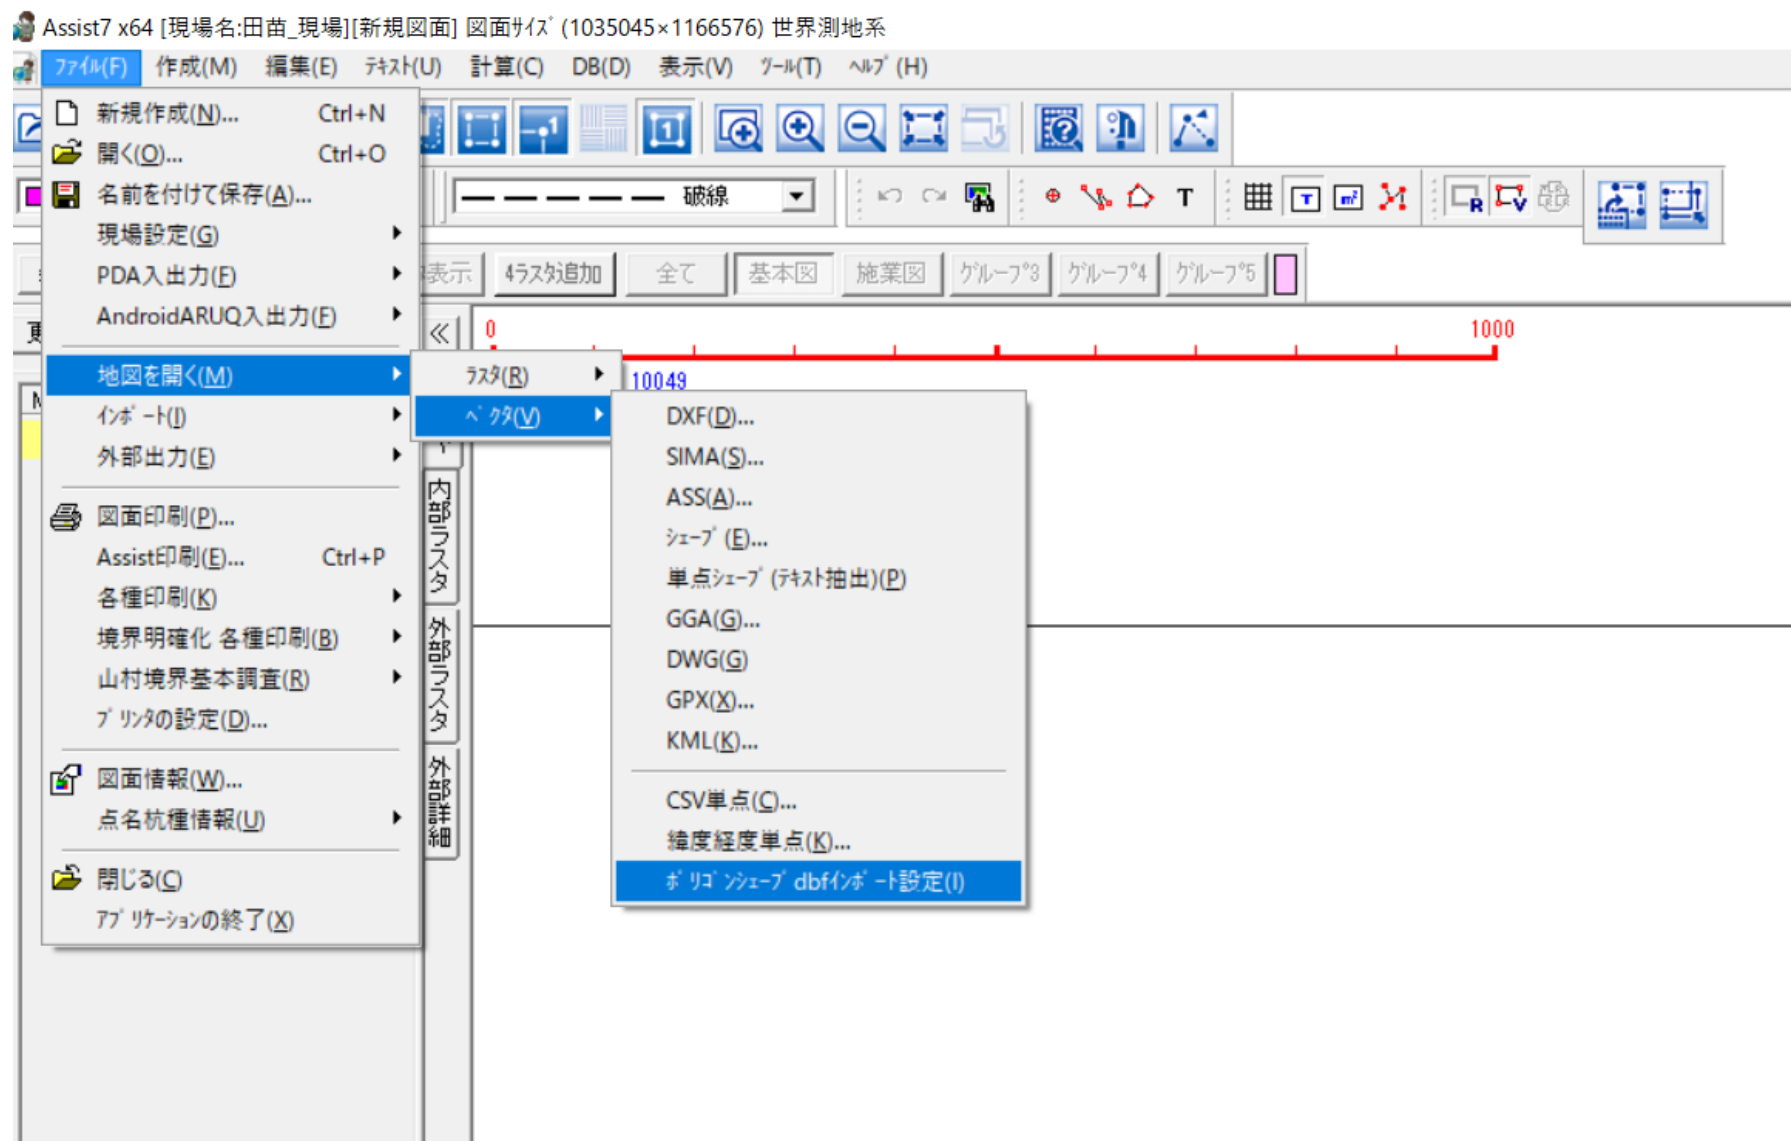 Assist7 x64 [現場名:田苗_現場][新規図面] 図面ｻｲｽﾞ(1035045×1166576) 世界測地系
ﾌｧｲﾙ(F) 作成(M) 編集(E) ﾃｷｽﾄ(U) 計算(C) DB(D) 表示(V) ﾂｰﾙ(T) ﾍﾙﾌﾟ(H)
新規作成(N)... Ctrl+N
開く(O)... Ctrl+O
名前を付けて保存(A)...
現場設定(G)
PDA入出力(F)
AndroidARUQ入出力(F)
地図を開く(M)
ｲﾝﾎﾟｰﾄ(I)
外部出力(E)
図面印刷(P)...
Assist印刷(E)... Ctrl+P
各種印刷(K)
境界明確化 各種印刷(B)
山村境界基本調査(R)
ﾌﾟﾘﾝﾀの設定(D)...
図面情報(W)...
点名杭種情報(U)
閉じる(C)
ｱﾌﾟﾘｹｰｼｮﾝの終了(X)
破線
T
T
m²
R
V
表示 4ﾗｽﾀ追加 全て 基本図 施業図 ｸﾞﾙｰﾌﾟ3 ｸﾞﾙｰﾌﾟ4 ｸﾞﾙｰﾌﾟ5
0 1000
10049
ﾗｽﾀ(R)
ﾍﾞｸﾀ(V)
DXF(D)...
SIMA(S)...
ASS(A)...
ｼｪｰﾌﾟ(E)...
単点ｼｪｰﾌﾟ(ﾃｷｽﾄ抽出)(P)
GGA(G)...
DWG(G)
GPX(X)...
KML(K)...
CSV単点(C)...
緯度経度単点(K)...
ﾎﾟﾘｺﾞﾝｼｪｰﾌﾟdbfｲﾝﾎﾟｰﾄ設定(I)
内部ラスタ
外部ラスタ
外部詳細